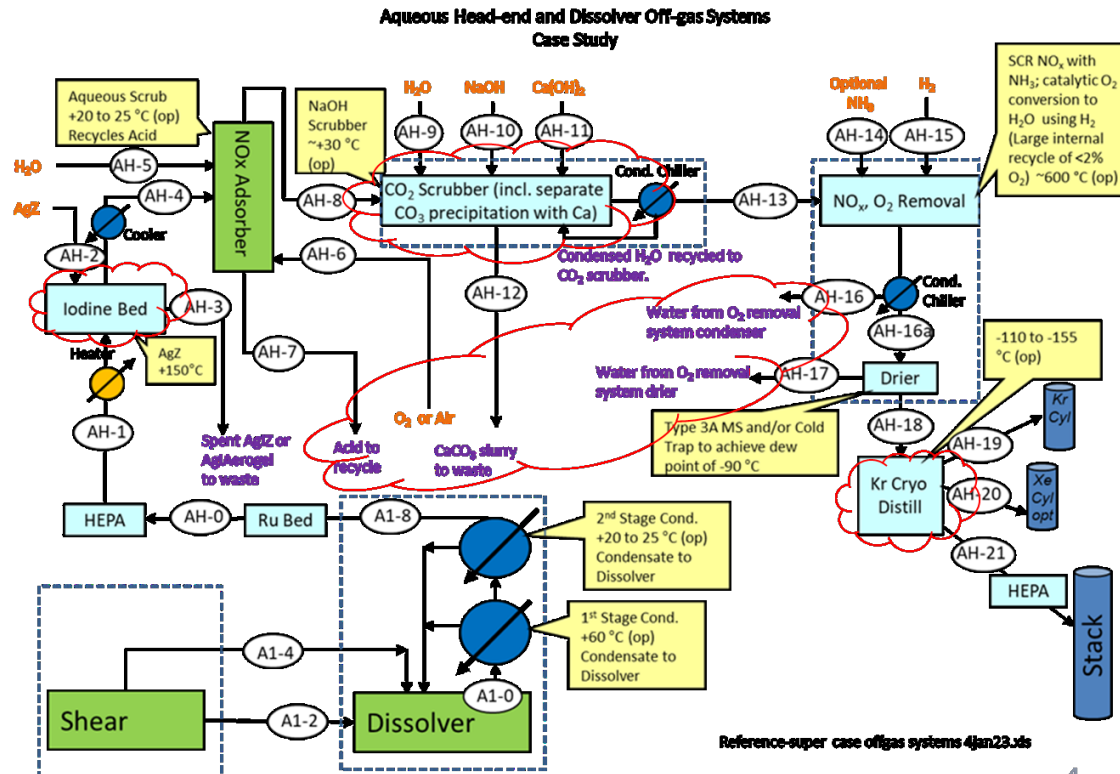 Aqueous Head-end and Dissolver Off-gas Systems
Case Study
Aqueous Scrub
+20 to 25 °C (op)
Recycles Acid
NaOH
Scrubber
~+30 °C
(op)
H₂O
NaOH
Ca(OH)₂
AH-9
AH-10
AH-11
Optional
NH₃
H₂
AH-14
AH-15
SCR NOₓ with
NH₃; catalytic O₂
conversion to
H₂O using H₂
(Large internal
recycle of <2%
O₂) ~600 °C (op)
H₂O
AH-5
AH-4
AgZ
AH-2
Cooler
NOx Adsorber
AH-8
CO₂ Scrubber (incl. separate
CO₃ precipitation with Ca)
Cond. Chiller
AH-13
NOₓ, O₂ Removal
AH-6
Condensed H₂O recycled to
CO₂ scrubber.
AH-12
Iodine Bed
AH-3
Heater
AgZ
+150°C
AH-7
AH-1
Water from O₂ removal
system condenser
AH-16
Cond.
Chiller
AH-16a
Water from O₂ removal
system drier
AH-17
Drier
-110 to -155
°C (op)
Type 3A MS and/or Cold
Trap to achieve dew
point of -90 °C
AH-18
AH-19
Kr
Cyl
AH-20
Xe
Cyl
opt
Kr Cryo
Distill
AH-21
HEPA
Stack
Spent AgIZ or
AgIAerogel
to waste
Acid to
recycle
O₂ or Air
CaCO₃ slurry
to waste
HEPA
AH-0
Ru Bed
A1-8
2nd Stage Cond.
+20 to 25 °C (op)
Condensate to
Dissolver
1st Stage Cond.
+60 °C (op)
Condensate to
Dissolver
A1-4
A1-0
Shear
A1-2
Dissolver
Reference-super case offgas systems 4jan23.xls
4